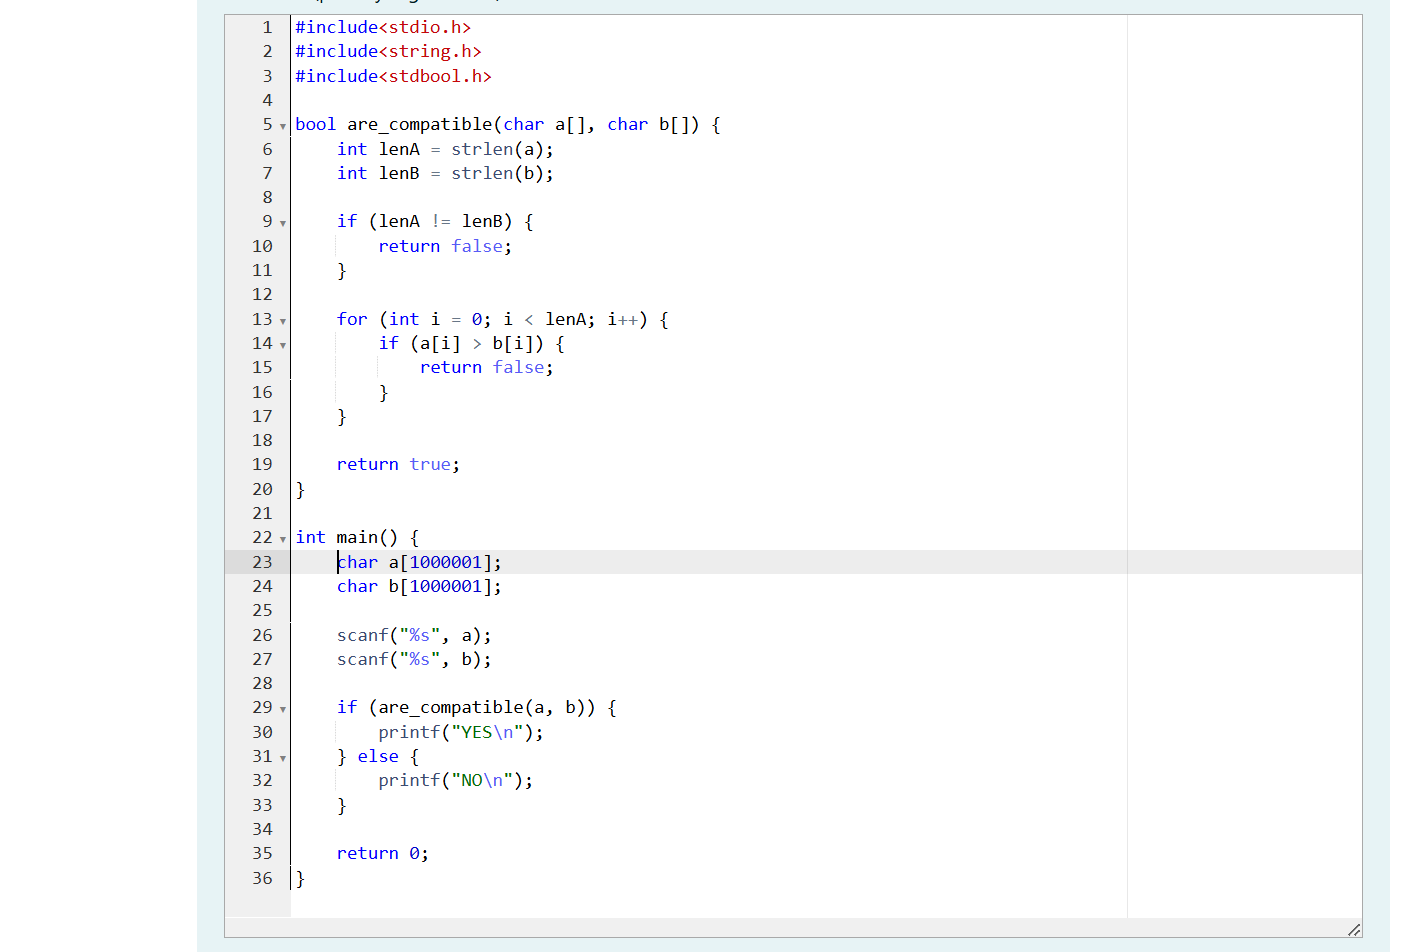 1 #include<stdio.h>
2 #include<string.h>
3 #include<stdbool.h>
4
5 bool are_compatible(char a[], char b[]) {
6     int lenA = strlen(a);
7     int lenB = strlen(b);
8
9     if (lenA != lenB) {
10         return false;
11     }
12
13     for (int i = 0; i < lenA; i++) {
14         if (a[i] > b[i]) {
15             return false;
16         }
17     }
18
19     return true;
20 }
21
22 int main() {
23     char a[1000001];
24     char b[1000001];
25
26     scanf("%s", a);
27     scanf("%s", b);
28
29     if (are_compatible(a, b)) {
30         printf("YES\n");
31     } else {
32         printf("NO\n");
33     }
34
35     return 0;
36 }